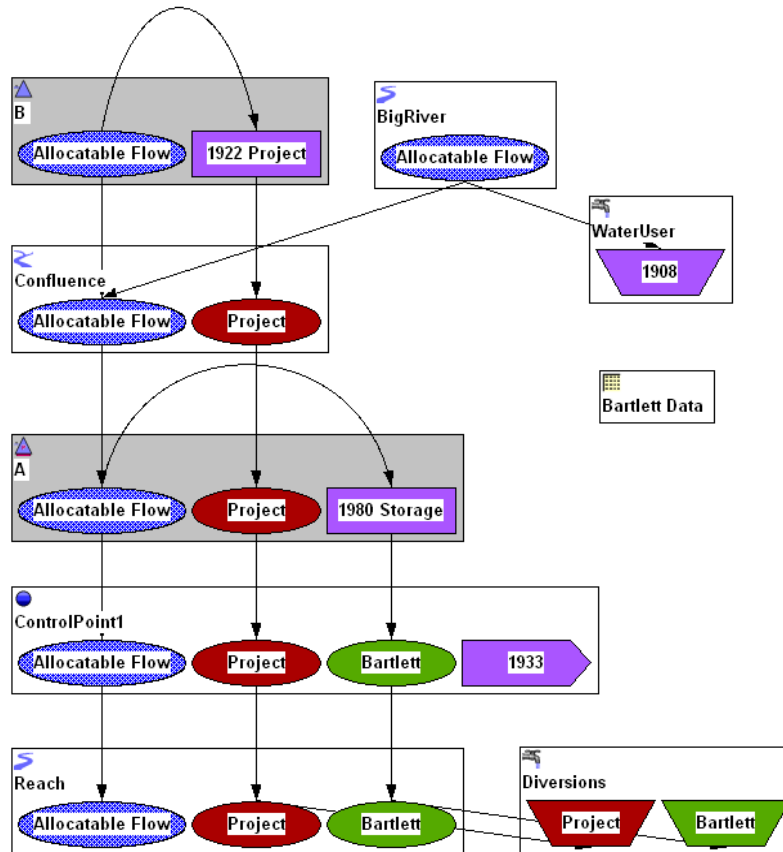 B
Allocatable Flow
1922 Project
BigRiver
Allocatable Flow
WaterUser
1908
Confluence
Allocatable Flow
Project
Bartlett Data
A
Allocatable Flow
Project
1980 Storage
ControlPoint1
Allocatable Flow
Project
Bartlett
1933
Reach
Allocatable Flow
Project
Bartlett
Diversions
Project
Bartlett